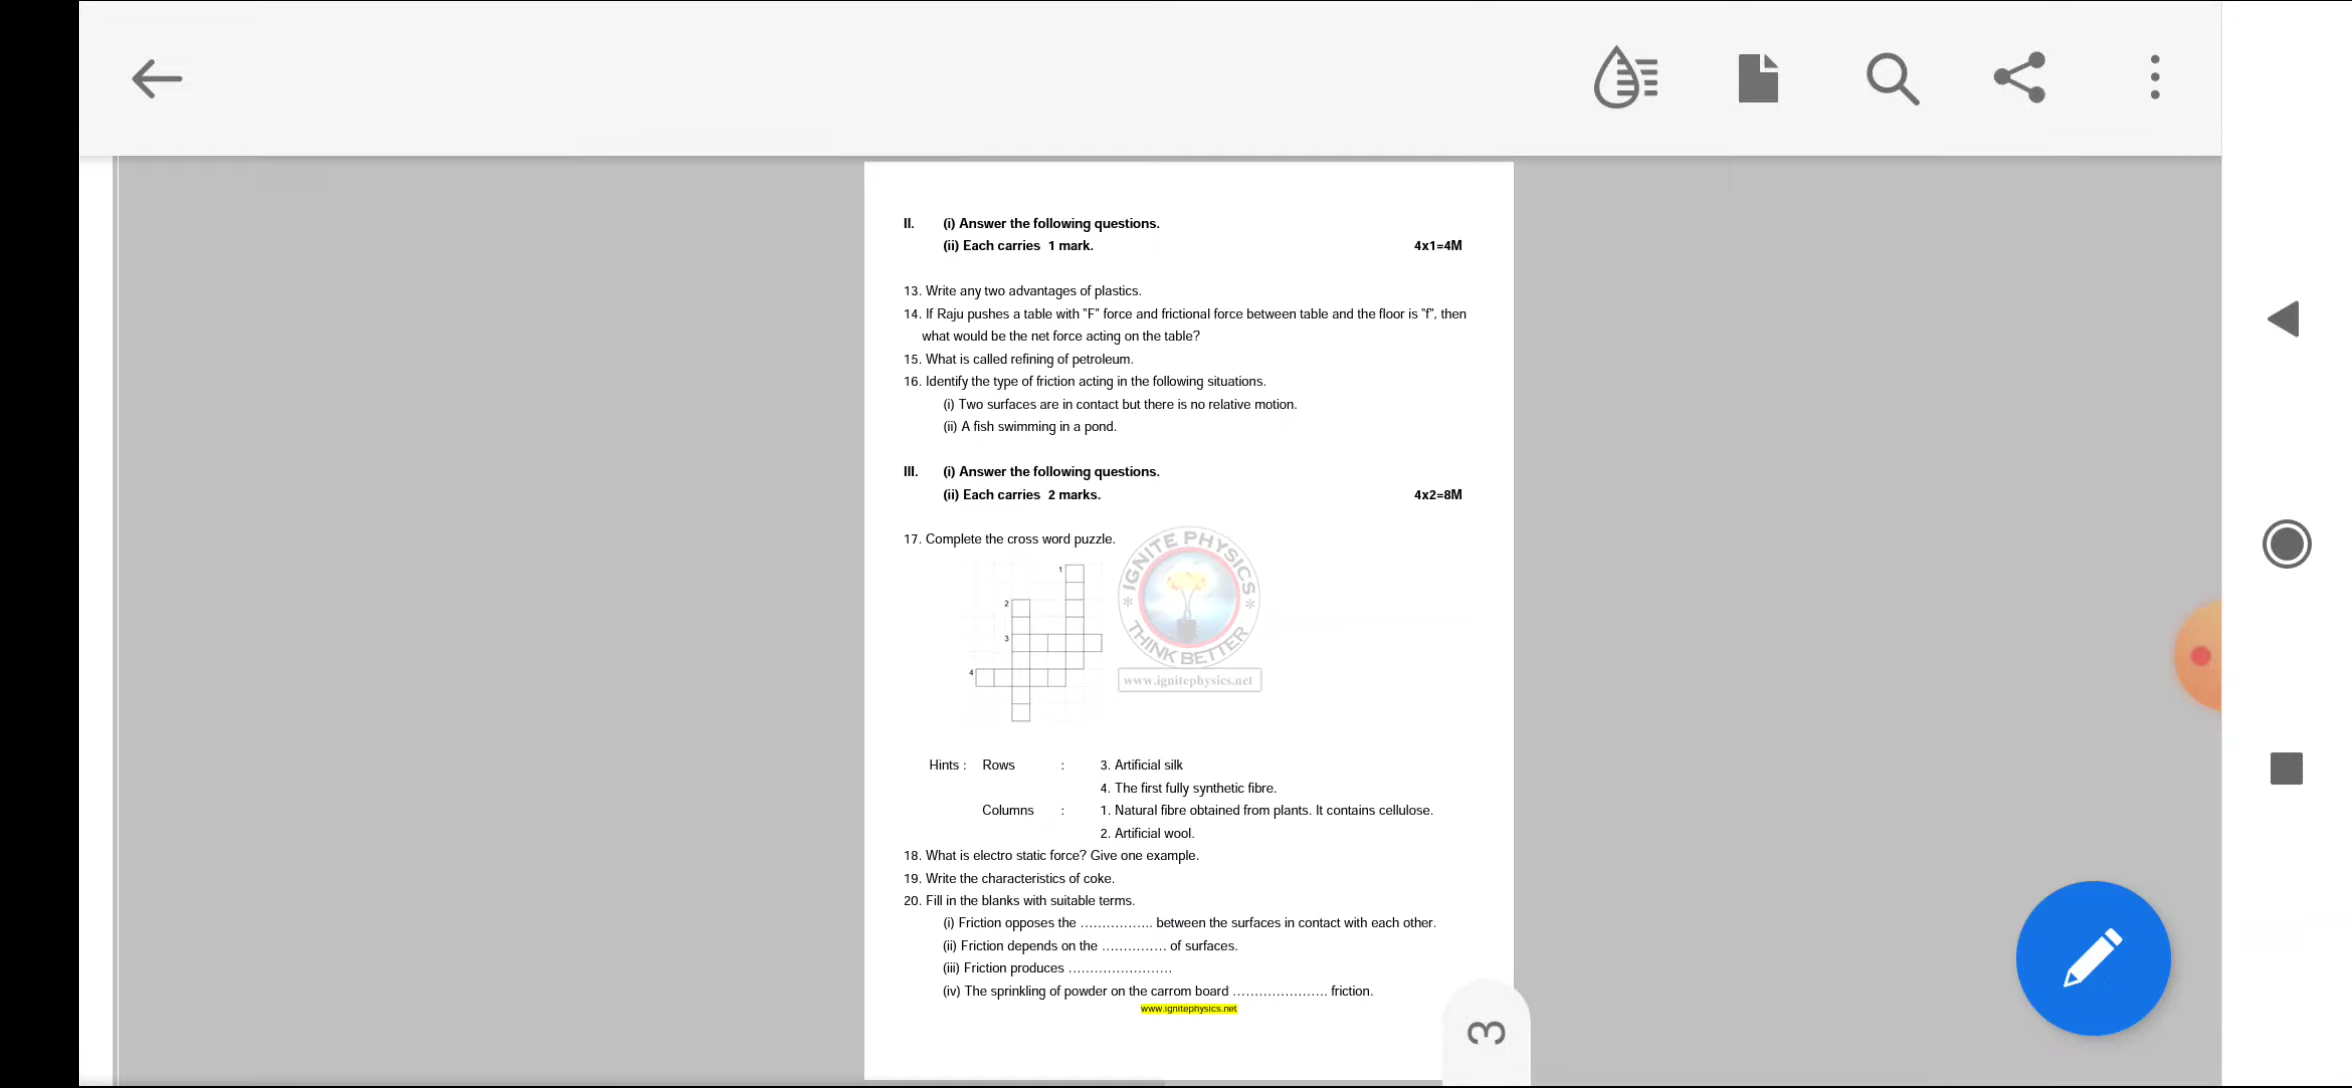 II. (i) Answer the following questions.
(ii) Each carries 1 mark. 4x1=4M
13. Write any two advantages of plastics.
14. If Raju pushes a table with "F" force and frictional force between table and the floor is "f", then
what would be the net force acting on the table?
15. What is called refining of petroleum.
16. Identify the type of friction acting in the following situations.
(i) Two surfaces are in contact but there is no relative motion.
(ii) A fish swimming in a pond.
III. (i) Answer the following questions.
(ii) Each carries 2 marks. 4x2=8M
17. Complete the cross word puzzle.
1
2
3
4
* IGNITE PHYSICS *
THINK BETTER
www.ignitephysics.net
Hints : Rows : 3. Artificial silk
4. The first fully synthetic fibre.
Columns : 1. Natural fibre obtained from plants. It contains cellulose.
2. Artificial wool.
18. What is electro static force? Give one example.
19. Write the characteristics of coke.
20. Fill in the blanks with suitable terms.
(i) Friction opposes the ................. between the surfaces in contact with each other.
(ii) Friction depends on the ............... of surfaces.
(iii) Friction produces ........................
(iv) The sprinkling of powder on the carrom board ...................... friction.
www.ignitephysics.net
3